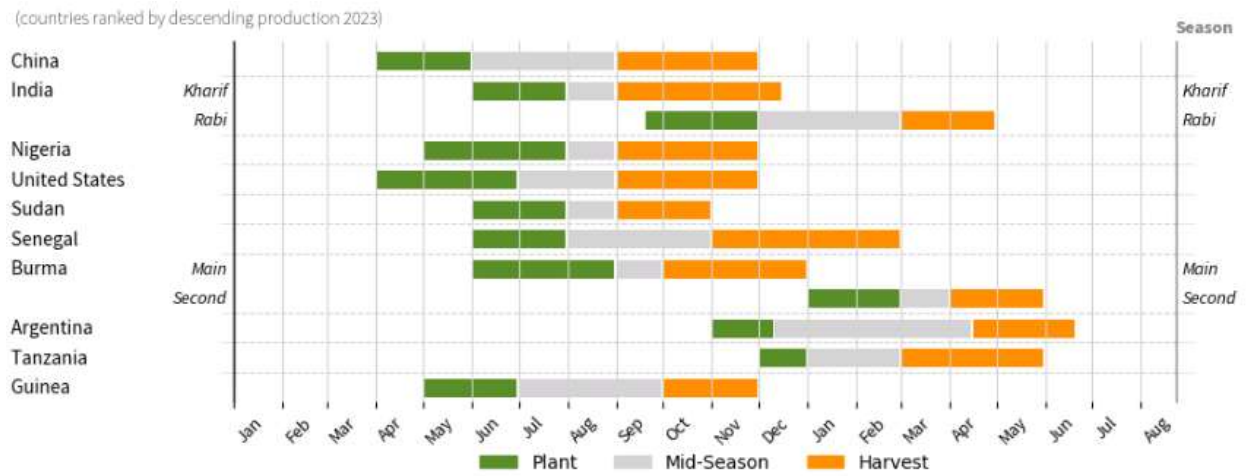 (countries ranked by descending production 2023)
Season
China
India Kharif Kharif
Rabi Rabi
Nigeria
United States
Sudan
Senegal
Burma Main Main
Second Second
Argentina
Tanzania
Guinea
Jan Feb Mar Apr May Jun Jul Aug Sep Oct Nov Dec Jan Feb Mar Apr May Jun Jul Aug
Plant Mid-Season Harvest